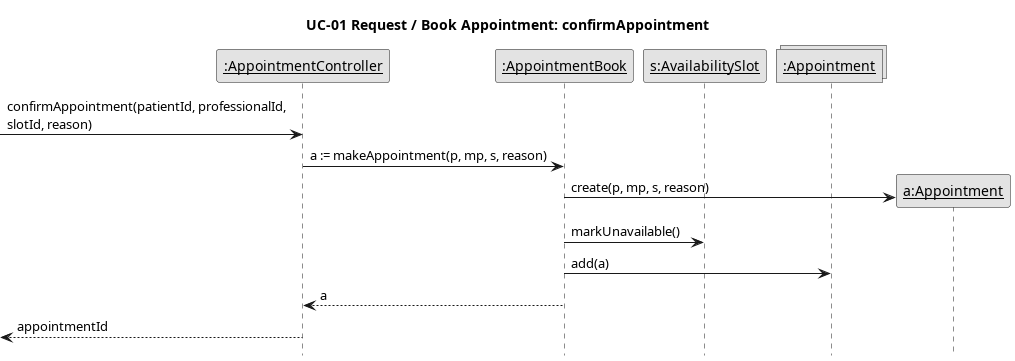 UC-01 Request / Book Appointment: confirmAppointment
:AppointmentController
:AppointmentBook
s:AvailabilitySlot
:Appointment
confirmAppointment(patientId, professionalId,
slotId, reason)
a := makeAppointment(p, mp, s, reason)
create(p, mp, s, reason)
a:Appointment
markUnavailable()
add(a)
a
appointmentId